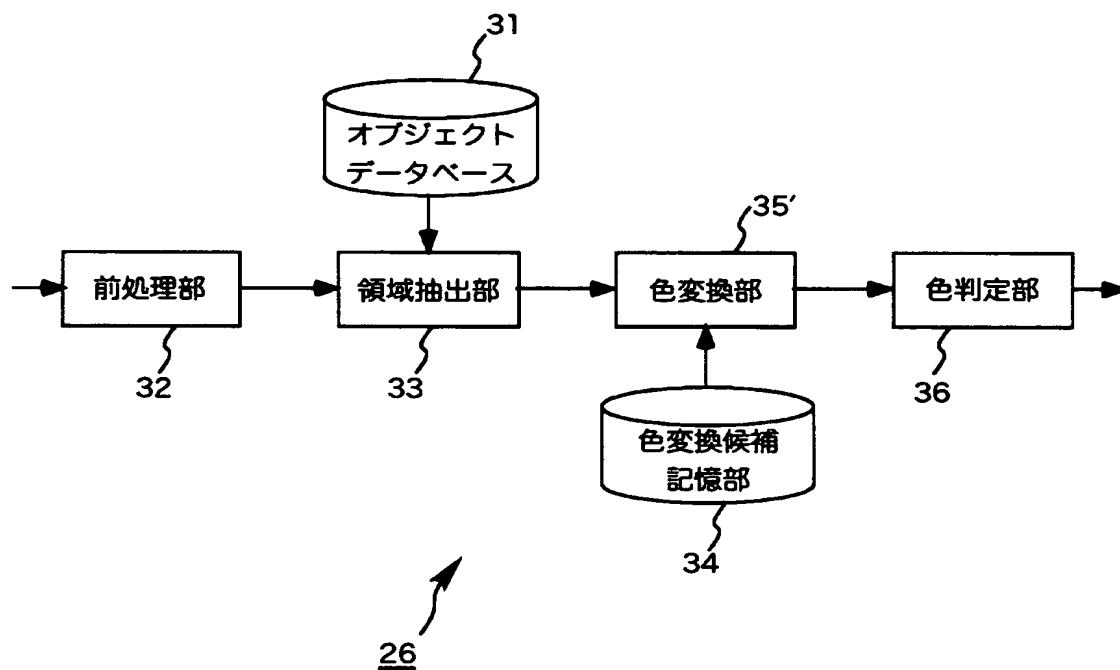 31
オブジェクト
データベース
35′
前処理部
領域抽出部
色変換部
色判定部
32
33
36
色変換候補
記憶部
34
26